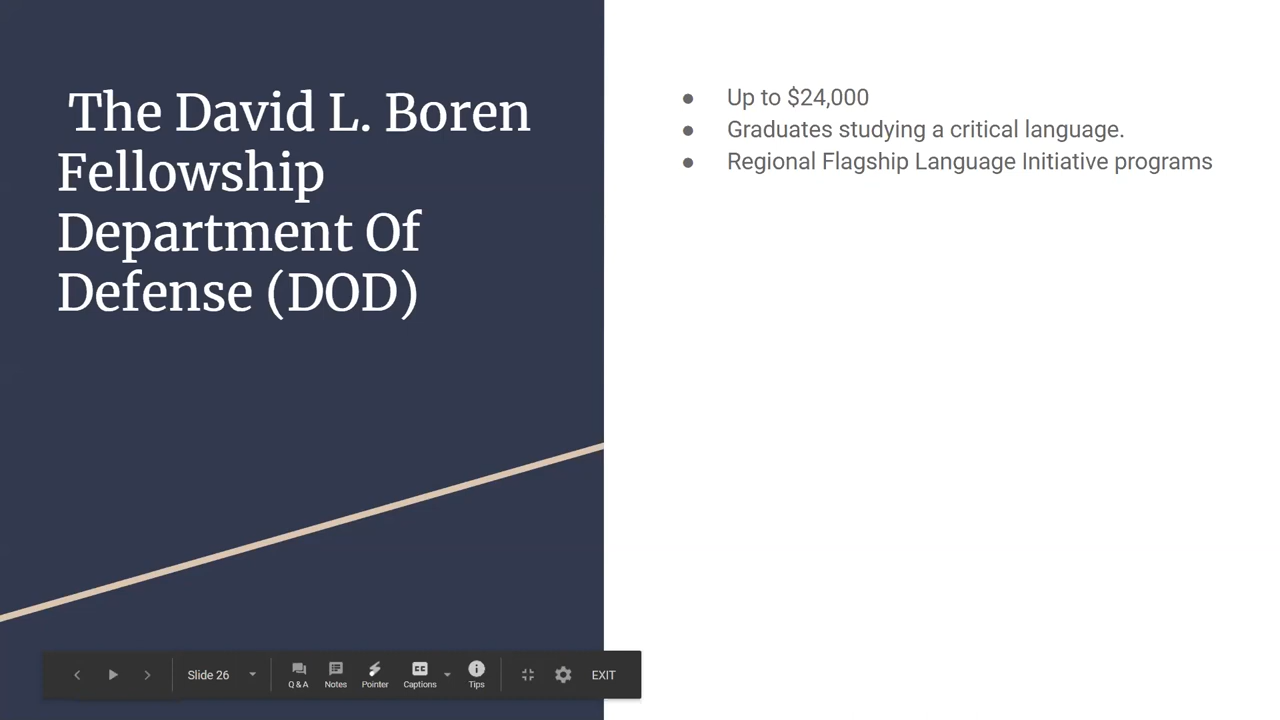 The David L. Boren
Fellowship
Department Of
Defense (DOD)
● Up to $24,000
● Graduates studying a critical language.
● Regional Flagship Language Initiative programs
Slide 26
Q & A
Notes
Pointer
CC
Captions
Tips
EXIT